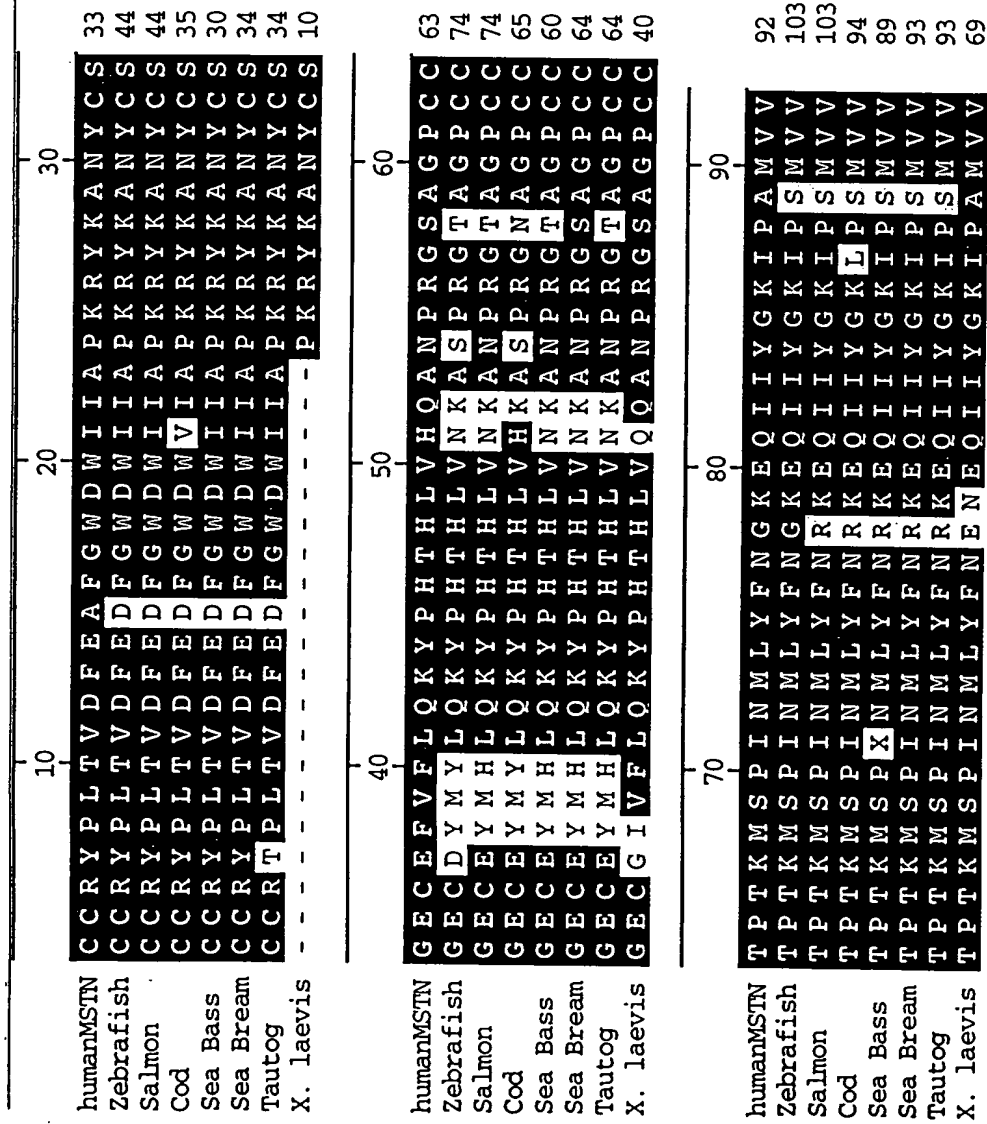 10 20 30
humanMSTN C C R Y P L T V D F E A F G W D W I I A P K R Y K A N Y C S 33
Zebrafish C C R Y P L T V D F E D F G W D W I I A P K R Y K A N Y C S 44
Salmon C C R Y P L T V D F E D F G W D W I I A P K R Y K A N Y C S 44
Cod C C R Y P L T V D F E D F G W D W V I A P K R Y K A N Y C S 35
Sea Bass C C R Y P L T V D F E D F G W D W I I A P K R Y K A N Y C S 30
Sea Bream C C R Y P L T V D F E D F G W D W I I A P K R Y K A N Y C S 34
Tautog C C R T P L T V D F E D F G W D W I I A P K R Y K A N Y C S 34
X. laevis - - - - - - - - - - - - - - - - - - - - P K R Y K A N Y C S 10
40 50 60
humanMSTN G E C E F V F L Q K Y P H T H L V H Q A N P R G S A G P C C 63
Zebrafish G E C D Y M Y L Q K Y P H T H L V N K A S P R G T A G P C C 74
Salmon G E C E Y M H L Q K Y P H T H L V N K A N P R G T A G P C C 74
Cod G E C E Y M Y L Q K Y P H T H L V H K A S P R G N A G P C C 65
Sea Bass G E C E Y M H L Q K Y P H T H L V N K A N P R G T A G P C C 60
Sea Bream G E C E Y M H L Q K Y P H T H L V N K A N P R G S A G P C C 64
Tautog G E C E Y M H L Q K Y P H T H L V N K A N P R G T A G P C C 64
X. laevis G E C G I V F L Q K Y P H T H L V Q Q A N P R G S A G P C C 40
70 80 90
humanMSTN T P T K M S P I N M L Y F N G K E Q I I Y G K I P A M V V 92
Zebrafish T P T K M S P I N M L Y F N G K E Q I I Y G K I P S M V V 103
Salmon T P T K M S P I N M L Y F N R K E Q I I Y G K I P S M V V 103
Cod T P T K M S P I N M L Y F N R K E Q I I Y G K L P S M V V 94
Sea Bass T P T K M S P X N M L Y F N R K E Q I I Y G K I P S M V V 89
Sea Bream T P T K M S P I N M L Y F N R K E Q I I Y G K I P S M V V 93
Tautog T P T K M S P I N M L Y F N R K E Q I I Y G K I P S M V V 93
X. laevis T P T K M S P I N M L Y F N E N E Q I I Y G K I P A M V V 69